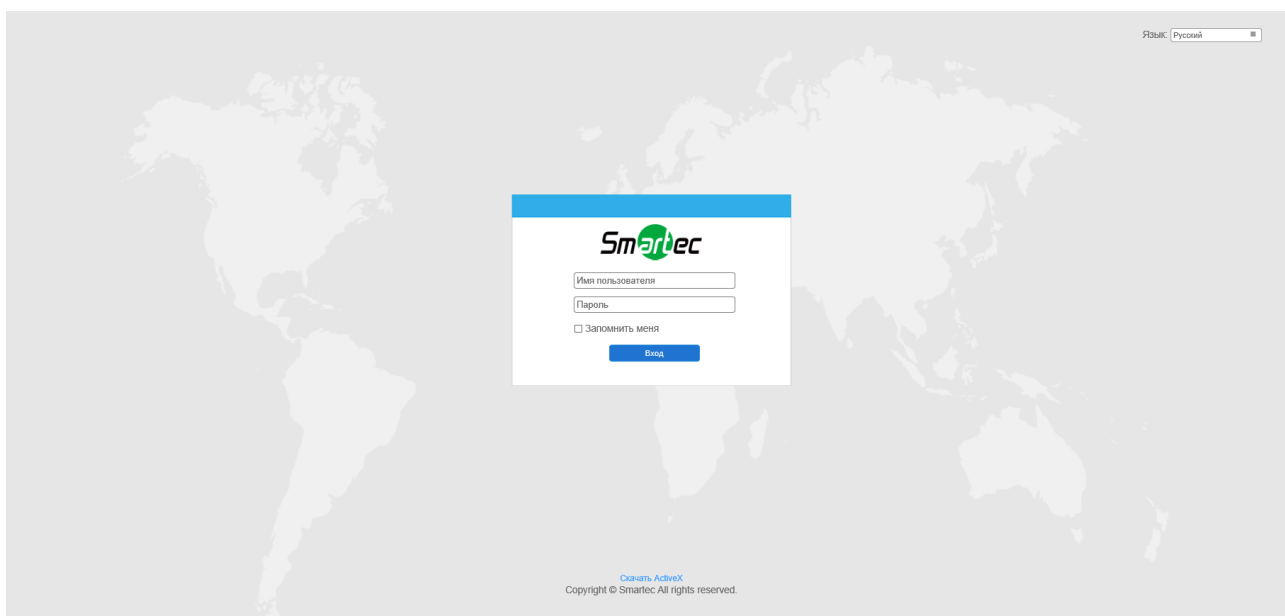 Язык: Русский
Smartec
Имя пользователя
Пароль
Запомнить меня
Вход
Скачать ActiveX
Copyright © Smartec All rights reserved.